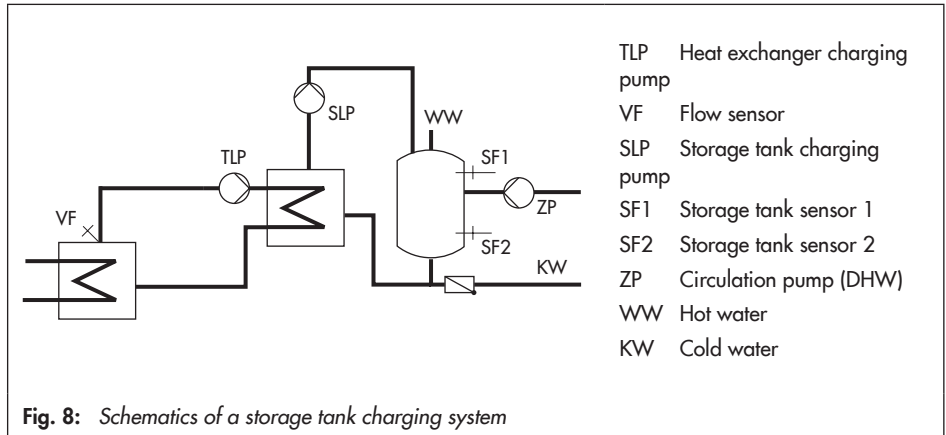 SLP
WW
TLP
SF1
VF
ZP
SF2
KW
TLP Heat exchanger charging
pump
VF Flow sensor
SLP Storage tank charging
pump
SF1 Storage tank sensor 1
SF2 Storage tank sensor 2
ZP Circulation pump (DHW)
WW Hot water
KW Cold water
Fig. 8: Schematics of a storage tank charging system